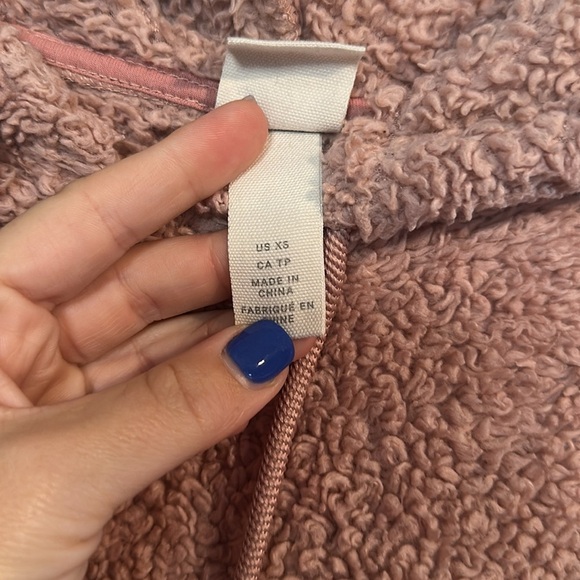 US XS
CA TP
MADE IN
CHINA
FABRIQUÉ EN